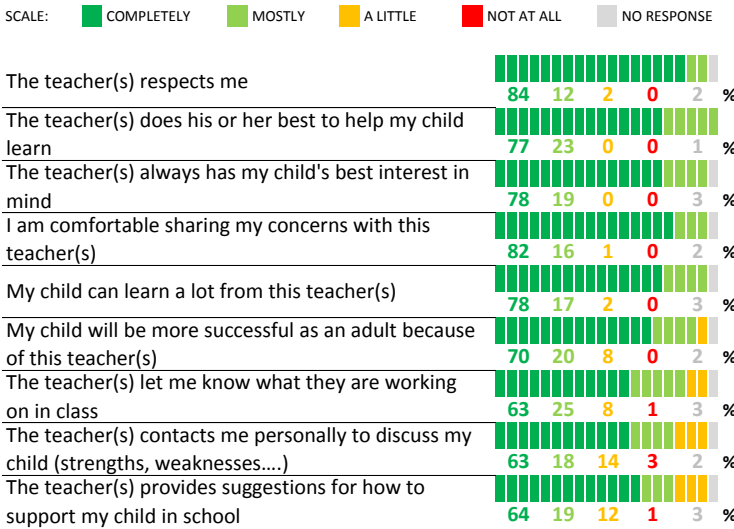 SCALE: COMPLETELY MOSTLY A LITTLE NOT AT ALL NO RESPONSE
The teacher(s) respects me
84 12 2 0 2 %
The teacher(s) does his or her best to help my child
learn
77 23 0 0 1 %
The teacher(s) always has my child's best interest in
mind
78 19 0 0 3 %
I am comfortable sharing my concerns with this
teacher(s)
82 16 1 0 2 %
My child can learn a lot from this teacher(s)
78 17 2 0 3 %
My child will be more successful as an adult because
of this teacher(s)
70 20 8 0 2 %
The teacher(s) let me know what they are working
on in class
63 25 8 1 3 %
The teacher(s) contacts me personally to discuss my
child (strengths, weaknesses....)
63 18 14 3 2 %
The teacher(s) provides suggestions for how to
support my child in school
64 19 12 1 3 %